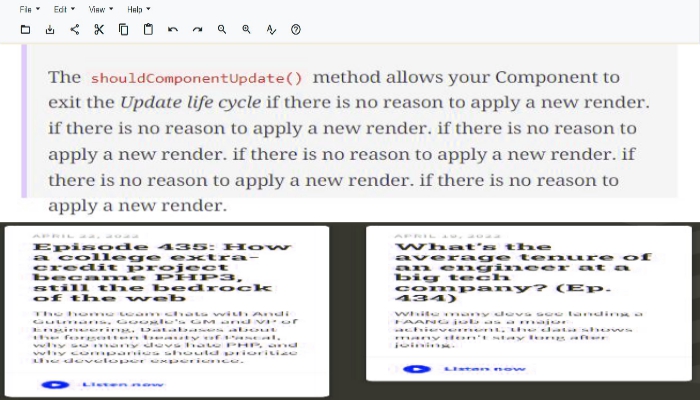 File Edit View Help
The shouldComponentUpdate() method allows your Component to
exit the Update life cycle if there is no reason to apply a new render.
if there is no reason to apply a new render. if there is no reason to
apply a new render. if there is no reason to apply a new render. if
there is no reason to apply a new render. if there is no reason to
apply a new render.
APRIL 22, 2022
Episode 435: How
a college extra-
credit project
became PHP3,
still the bedrock
of the web
The home team chats with Andi
Gutmans, Google's GM and VP of
Engineering, Databases about
the forgotten beauty of Pascal,
why so many devs hate PHP, and
why companies should prioritize
the developer experience.
Listen now
APRIL 19, 2022
What's the
average tenure of
an engineer at a
big tech
company? (Ep.
434)
While many devs see landing a
FAANG job as a major
achievement, the data shows
many don't stay long after
joining.
Listen now